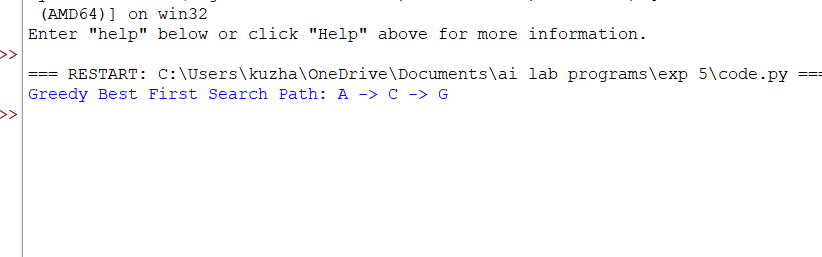 (AMD64)] on win32
Enter "help" below or click "Help" above for more information.
>>
=== RESTART: C:\Users\kuzha\OneDrive\Documents\ai lab programs\exp 5\code.py ===
Greedy Best First Search Path: A -> C -> G
>>